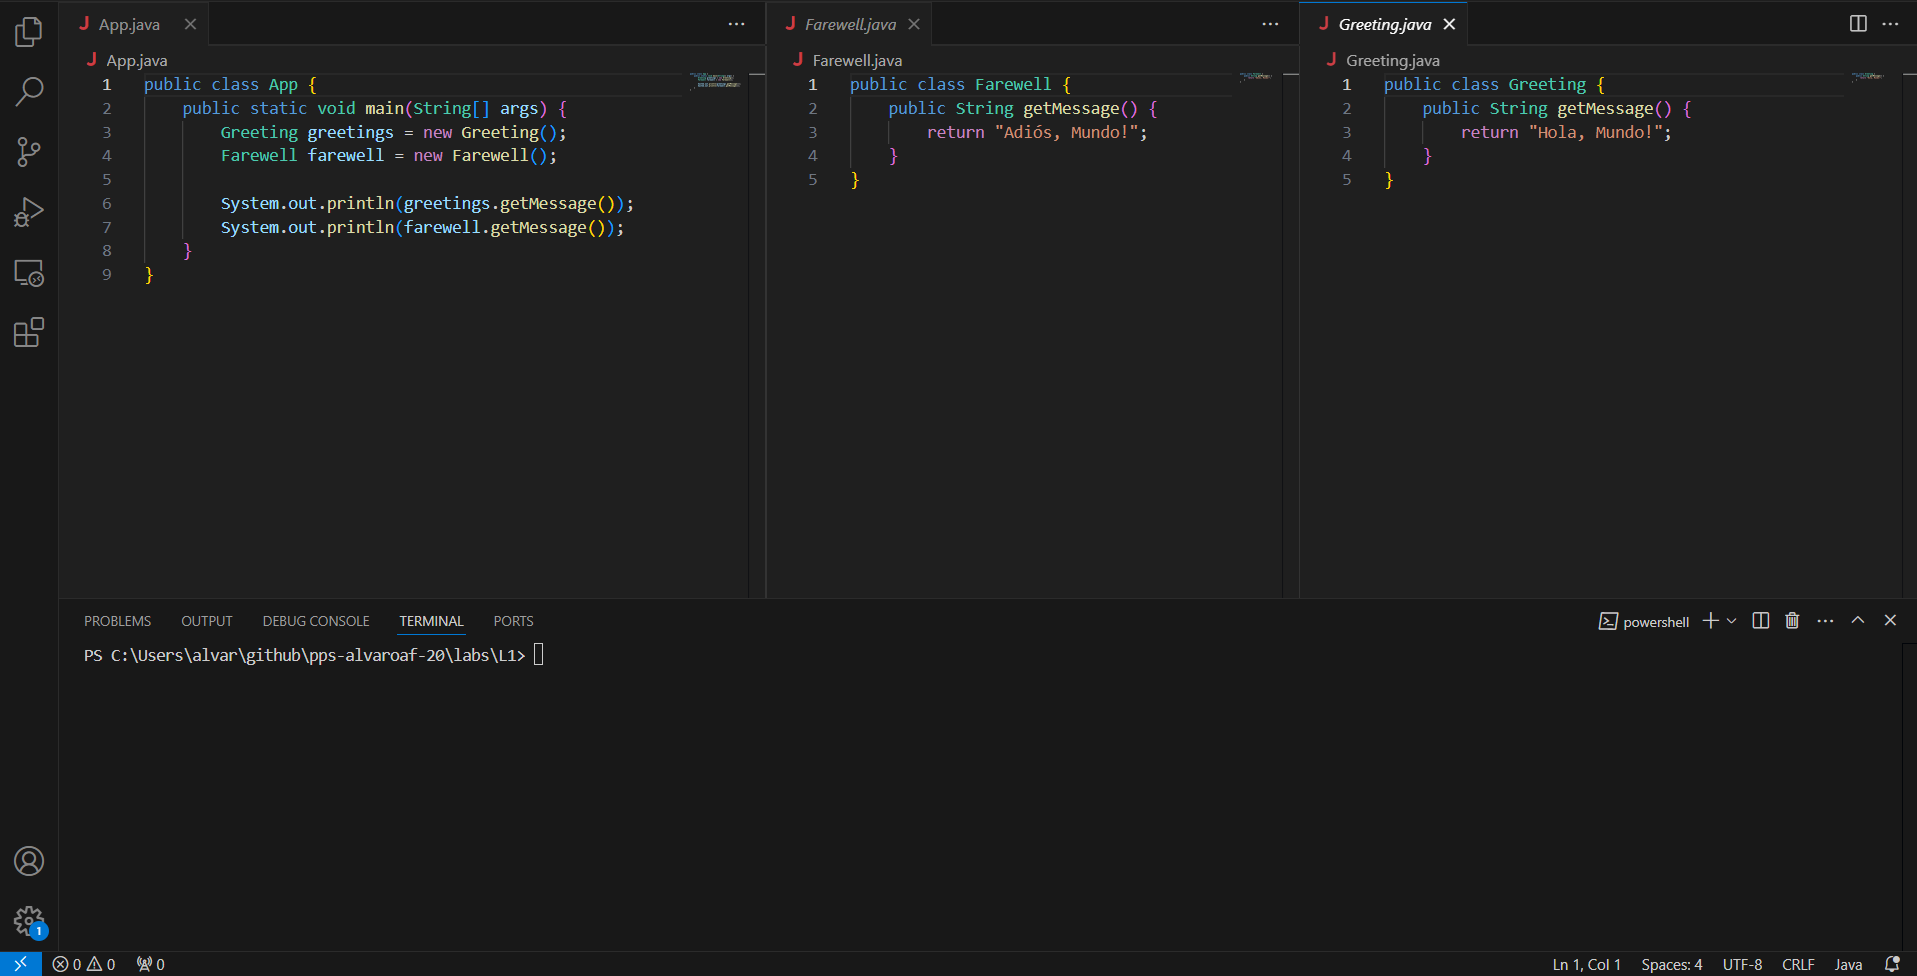 App.java
Farewell.java
Greeting.java
App.java
1 public class App {
2 public static void main(String[] args) {
3 Greeting greetings = new Greeting();
4 Farewell farewell = new Farewell();
5
6 System.out.println(greetings.getMessage());
7 System.out.println(farewell.getMessage());
8 }
9 }
Farewell.java
1 public class Farewell {
2 public String getMessage() {
3 return "Adiós, Mundo!";
4 }
5 }
Greeting.java
1 public class Greeting {
2 public String getMessage() {
3 return "Hola, Mundo!";
4 }
5 }
PROBLEMS OUTPUT DEBUG CONSOLE TERMINAL PORTS
powershell
PS C:\Users\alvar\github\pps-alvaroaf-20\labs\L1>
1
0 0 0
Ln 1, Col 1 Spaces: 4 UTF-8 CRLF Java